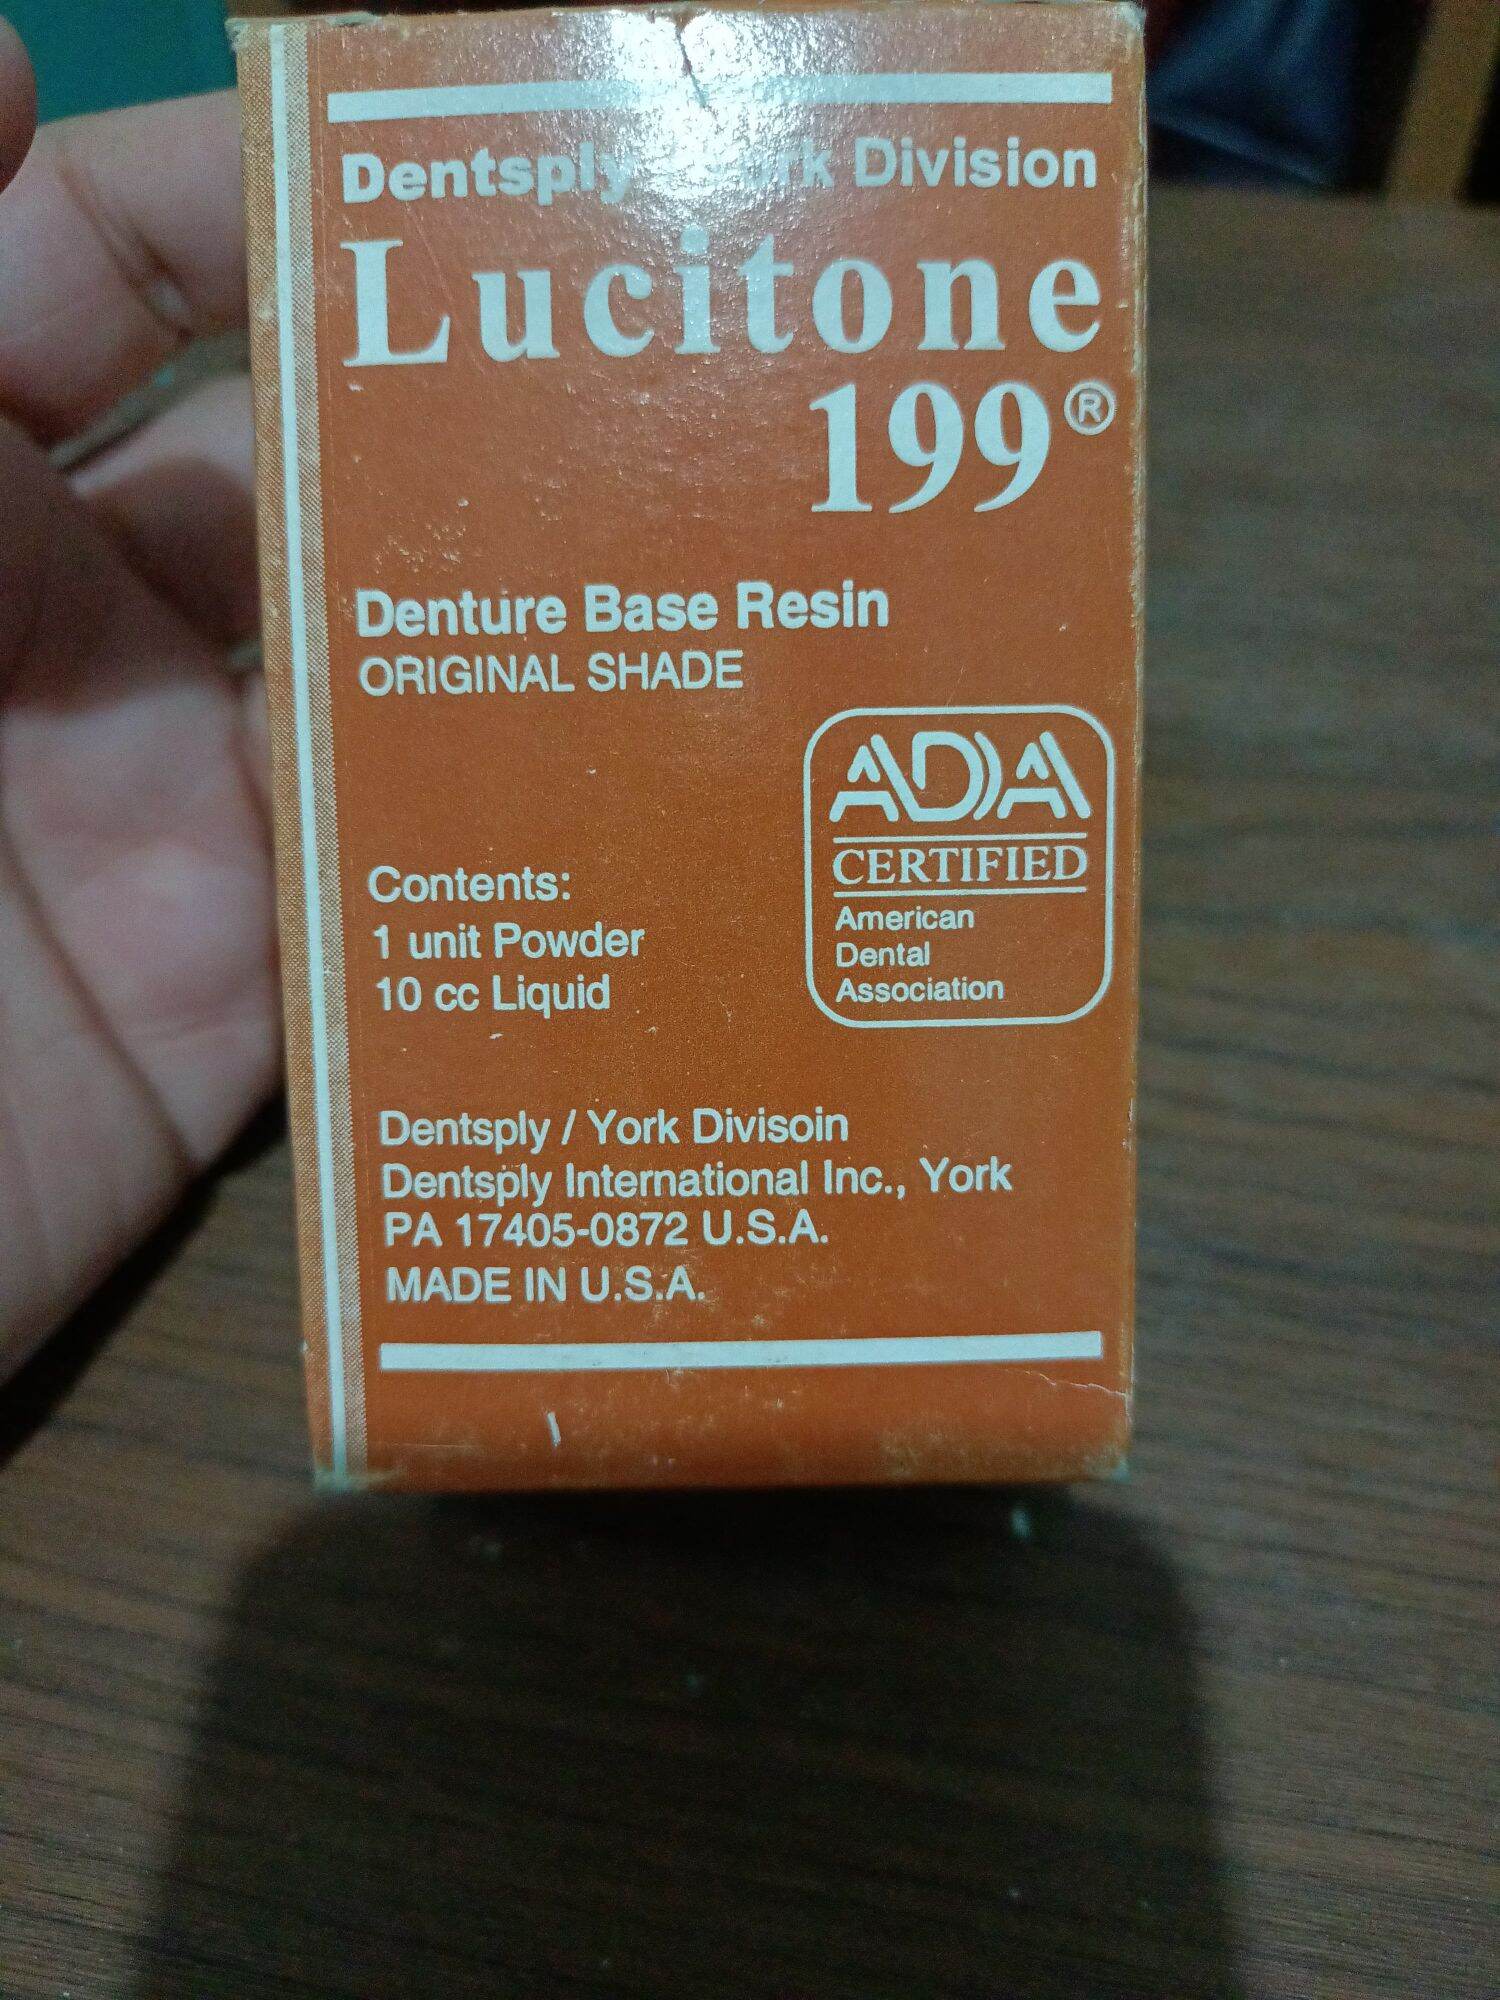 Dentsply York Division
Lucitone
199®
Denture Base Resin
ORIGINAL SHADE
ADA
CERTIFIED
American
Dental
Association
Contents:
1 unit Powder
10 cc Liquid
Dentsply / York Divisoin
Dentsply International Inc., York
PA 17405-0872 U.S.A.
MADE IN U.S.A.